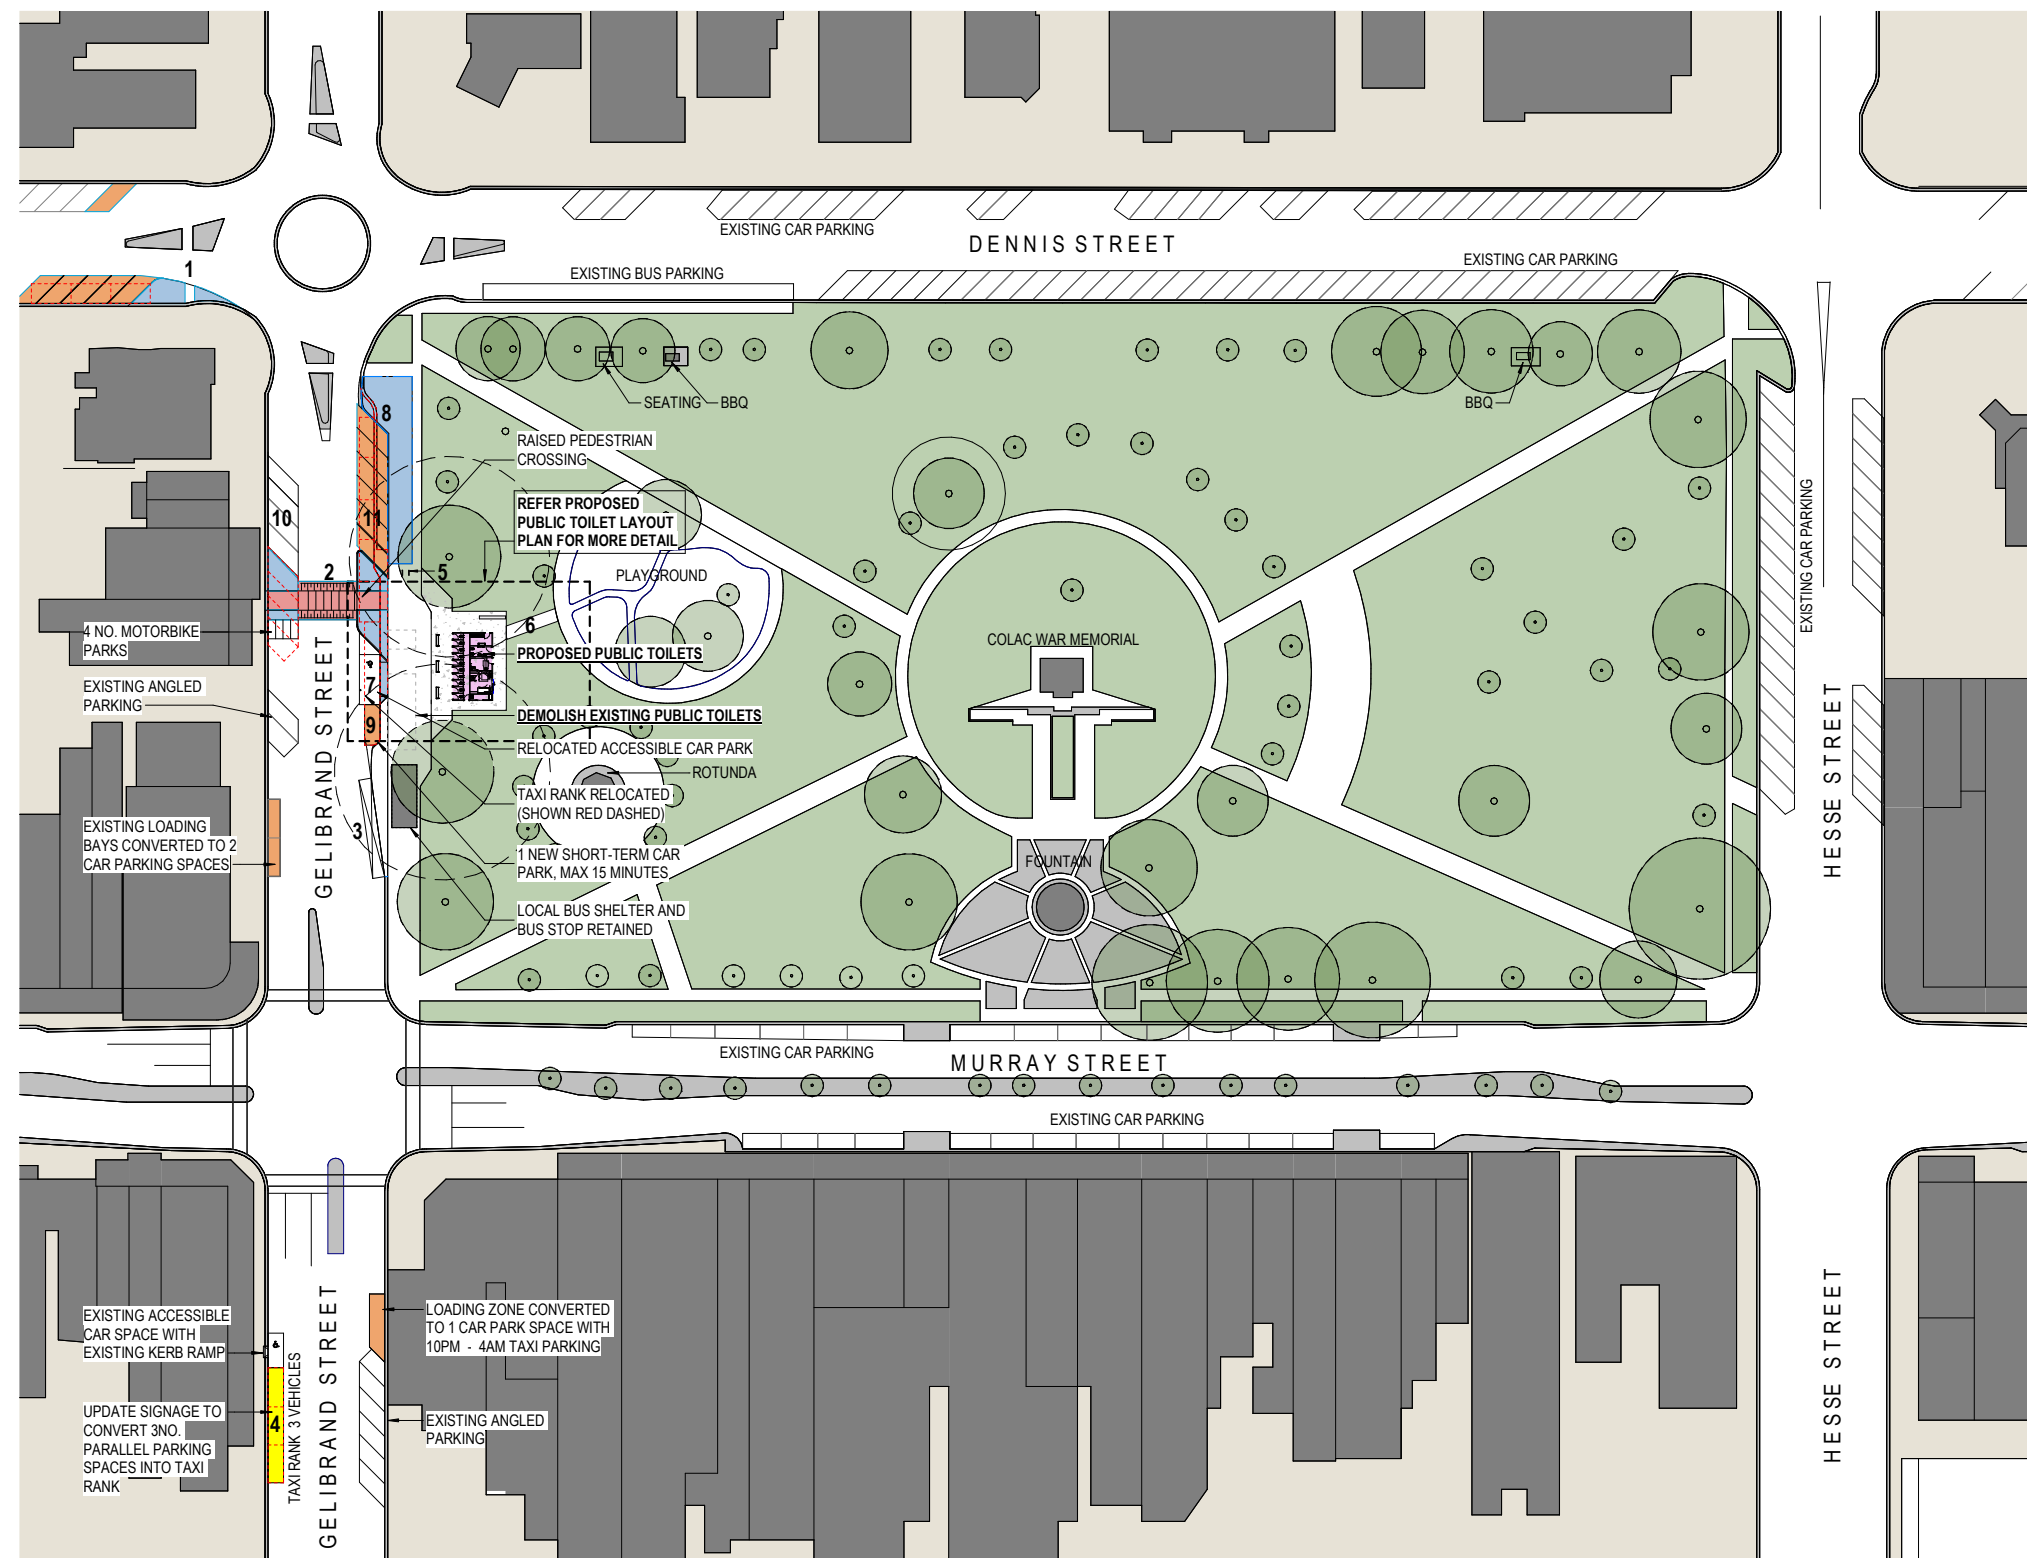 EXISTING CAR PARKING
DENNIS STREET
EXISTING CAR PARKING
EXISTING BUS PARKING
1
SEATING
BBQ
BBQ
8
RAISED PEDESTRIAN
CROSSING
EXISTING CAR PARKING
10
11
REFER PROPOSED
PUBLIC TOILET LAYOUT
PLAN FOR MORE DETAIL
2
5
PLAYGROUND
6
4 NO. MOTORBIKE
PARKS
COLAC WAR MEMORIAL
PROPOSED PUBLIC TOILETS
EXISTING ANGLED
PARKING
7
9
DEMOLISH EXISTING PUBLIC TOILETS
RELOCATED ACCESSIBLE CAR PARK
ROTUNDA
GELIBRAND STREET
HESSE STREET
TAXI RANK RELOCATED
(SHOWN RED DASHED)
3
EXISTING LOADING
BAYS CONVERTED TO 2
CAR PARKING SPACES
1 NEW SHORT-TERM CAR
PARK, MAX 15 MINUTES
FOUNTAIN
LOCAL BUS SHELTER AND
BUS STOP RETAINED
EXISTING CAR PARKING
MURRAY STREET
EXISTING CAR PARKING
EXISTING ACCESSIBLE
CAR SPACE WITH
EXISTING KERB RAMP
LOADING ZONE CONVERTED
TO 1 CAR PARK SPACE WITH
10PM - 4AM TAXI PARKING
UPDATE SIGNAGE TO
CONVERT 3NO.
PARALLEL PARKING
SPACES INTO TAXI
RANK
4
TAXI RANK 3 VEHICLES
GELIBRAND STREET
EXISTING ANGLED
PARKING
HESSE STREET